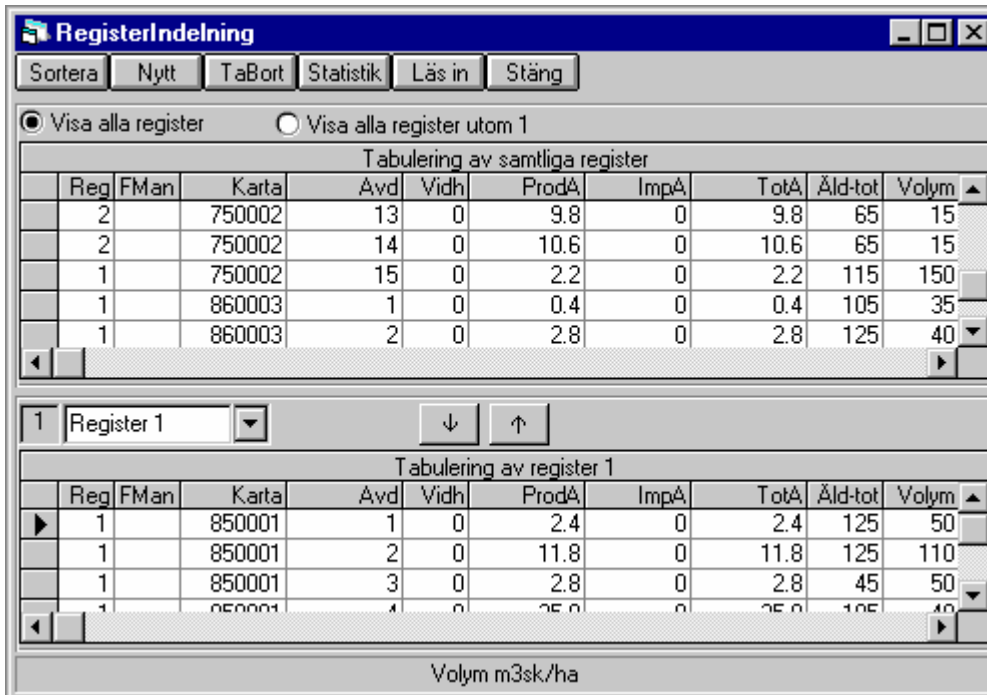 RegisterIndelning
Sortera Nytt TaBort Statistik Läs in Stäng
Visa alla register Visa alla register utom 1
Tabulering av samtliga register
Reg FMan Karta Avd Vidh ProdA ImpA TotA Äld-tot Volym
2 750002 13 0 9.8 0 9.8 65 15
2 750002 14 0 10.6 0 10.6 65 15
1 750002 15 0 2.2 0 2.2 115 150
1 860003 1 0 0.4 0 0.4 105 35
1 860003 2 0 2.8 0 2.8 125 40
1 Register 1
Tabulering av register 1
Reg FMan Karta Avd Vidh ProdA ImpA TotA Äld-tot Volym
1 850001 1 0 2.4 0 2.4 125 50
1 850001 2 0 11.8 0 11.8 125 110
1 850001 3 0 2.8 0 2.8 45 50
1 850001 4 0 0
Volym m3sk/ha